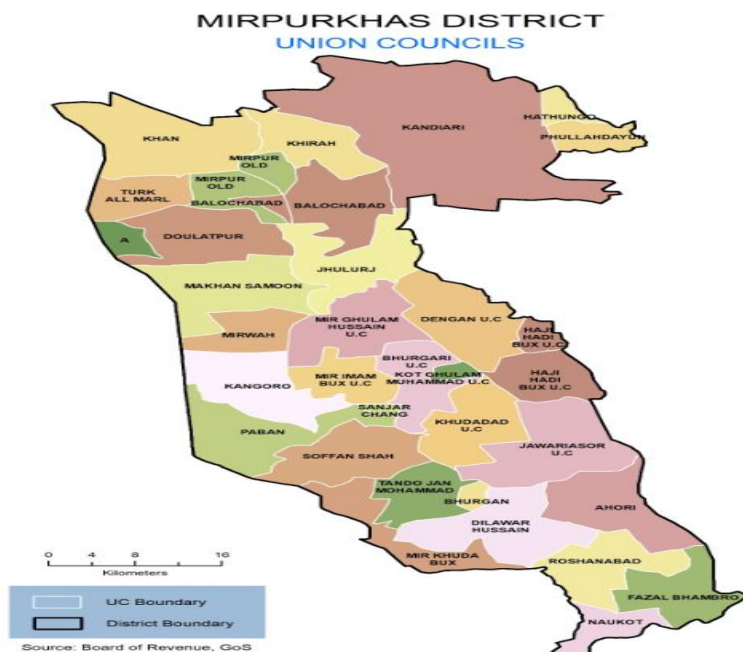 MIRPURKHAS DISTRICT
UNION COUNCILS
HATHUNGO
KANDIARI
PHULLAHDAYUN
KHAN
KHIRAH
MIRPUR
OLD
MIRPUR
OLD
TURK
ALL MARL
BALOCHABAD
BALOCHABAD
A
DOULATPUR
JHULURJ
MAKHAN SAMOON
MIR GHULAM
HUSSAIN
U.C
DENGAN U.C
HAJI
HADI
BUX U.C
MIRWAH
BHURGARI
U.C
KOT GHULAM
MUHAMMAD U.C
HAJI
HADI
BUX U.C
MIR IMAM
BUX U.C
KANGORO
SANJAR
CHANG
KHUDADAD
U.C
PABAN
JAWARIASOR
U.C
SOFFAN SHAH
TANDO JAN
MOHAMMAD
BHURGAN
AHORI
DILAWAR
HUSSAIN
MIR KHUDA
BUX
ROSHANABAD
FAZAL BHAMBRO
NAUKOT
0 4 8 16
Kilometers
UC Boundary
District Boundary
Source: Board of Revenue, GoS